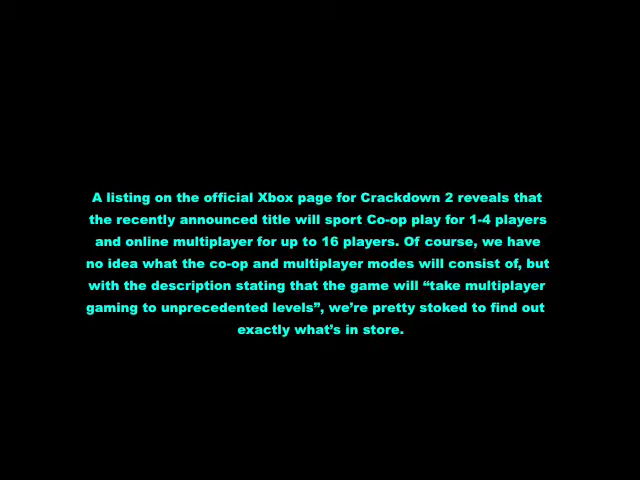 A listing on the official Xbox page for Crackdown 2 reveals that
the recently announced title will sport Co-op play for 1-4 players
and online multiplayer for up to 16 players. Of course, we have
no idea what the co-op and multiplayer modes will consist of, but
with the description stating that the game will “take multiplayer
gaming to unprecedented levels”, we’re pretty stoked to find out
exactly what’s in store.